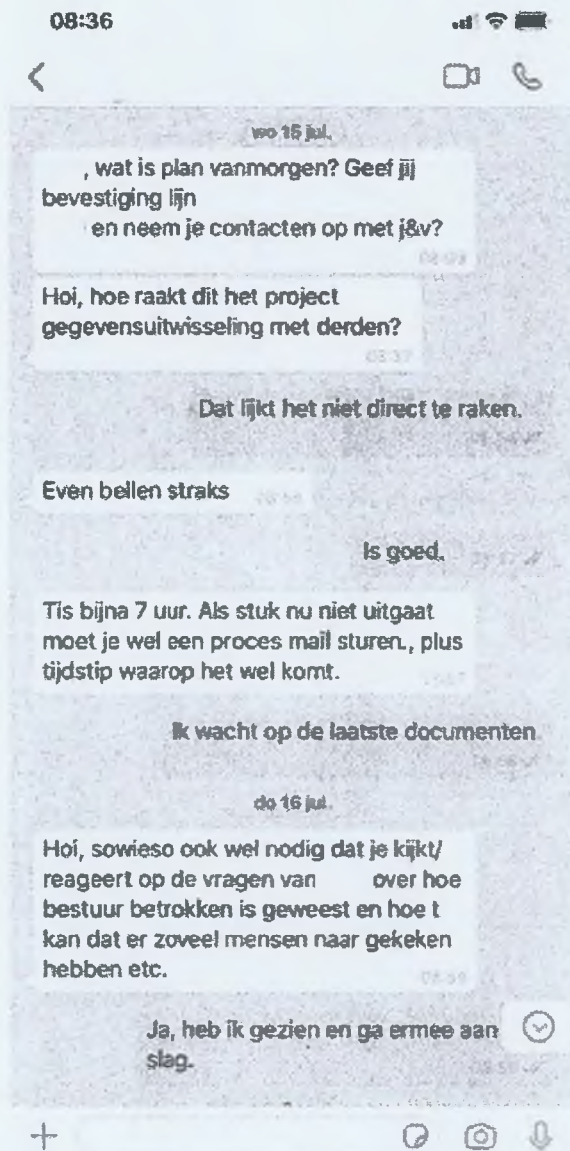 08:36
wo 15 jul.
, wat is plan vanmorgen? Geef jij
bevestiging lijn
en neem je contacten op met j&v?
Hoi, hoe raakt dit het project
gegevensuitwisseling met derden?
08:37
Dat lijkt het niet direct te raken.
Even bellen straks
Is goed.
Tis bijna 7 uur. Als stuk nu niet uitgaat
moet je wel een proces mail sturen., plus
tijdstip waarop het wel komt.
Ik wacht op de laatste documenten
do 16 jul.
Hoi, sowieso ook wel nodig dat je kijkt/
reageert op de vragen van over hoe
bestuur betrokken is geweest en hoe t
kan dat er zoveel mensen naar gekeken
hebben etc.
Ja, heb ik gezien en ga ermee aan
slag.